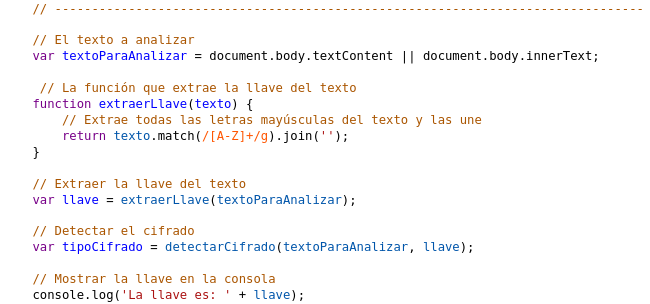 // --------------------------------------------------------------------------------
// El texto a analizar
var textoParaAnalizar = document.body.textContent || document.body.innerText;
// La función que extrae la llave del texto
function extraerLlave(texto) {
// Extrae todas las letras mayúsculas del texto y las une
return texto.match(/[A-Z]+/g).join('');
}
// Extraer la llave del texto
var llave = extraerLlave(textoParaAnalizar);
// Detectar el cifrado
var tipoCifrado = detectarCifrado(textoParaAnalizar, llave);
// Mostrar la llave en la consola
console.log('La llave es: ' + llave);